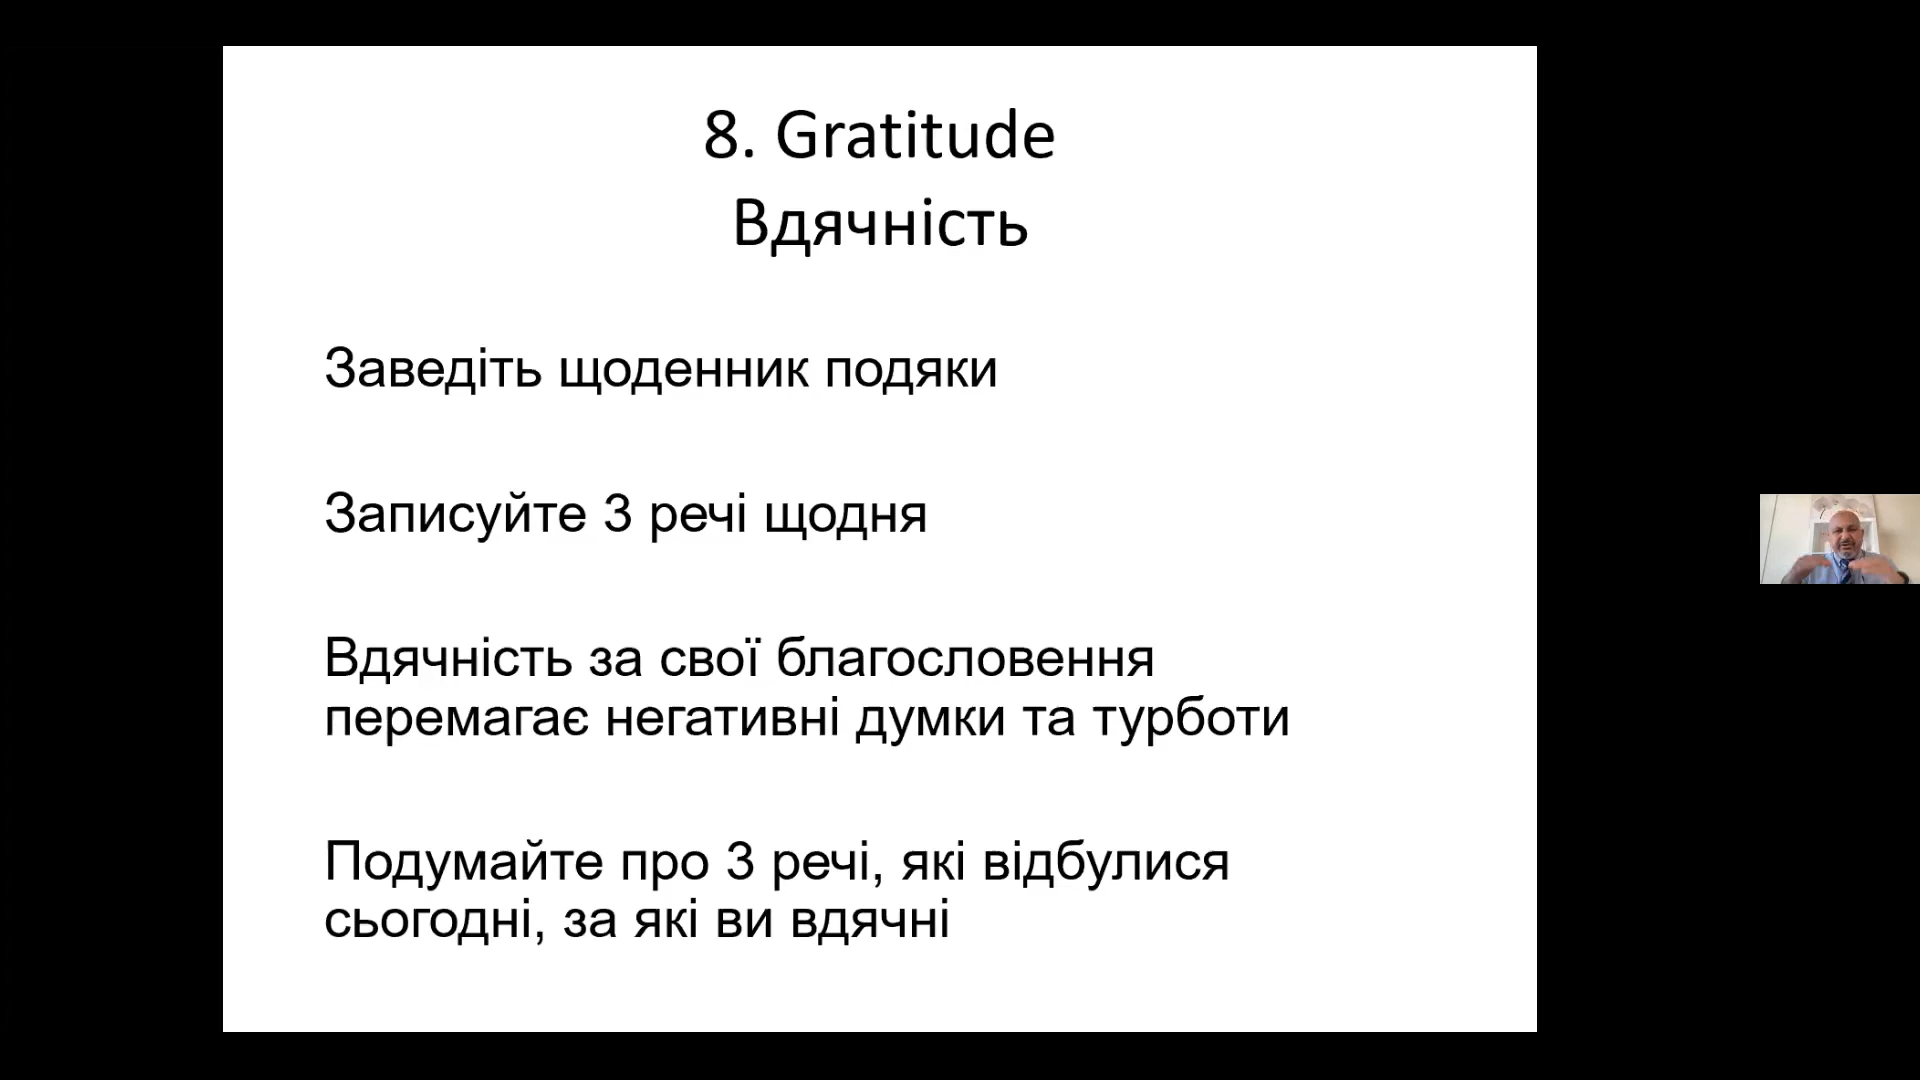 8. Gratitude
Вдячність
Заведіть щоденник подяки
Записуйте 3 речі щодня
Вдячність за свої благословення
перемагає негативні думки та турботи
Подумайте про 3 речі, які відбулися
сьогодні, за які ви вдячні